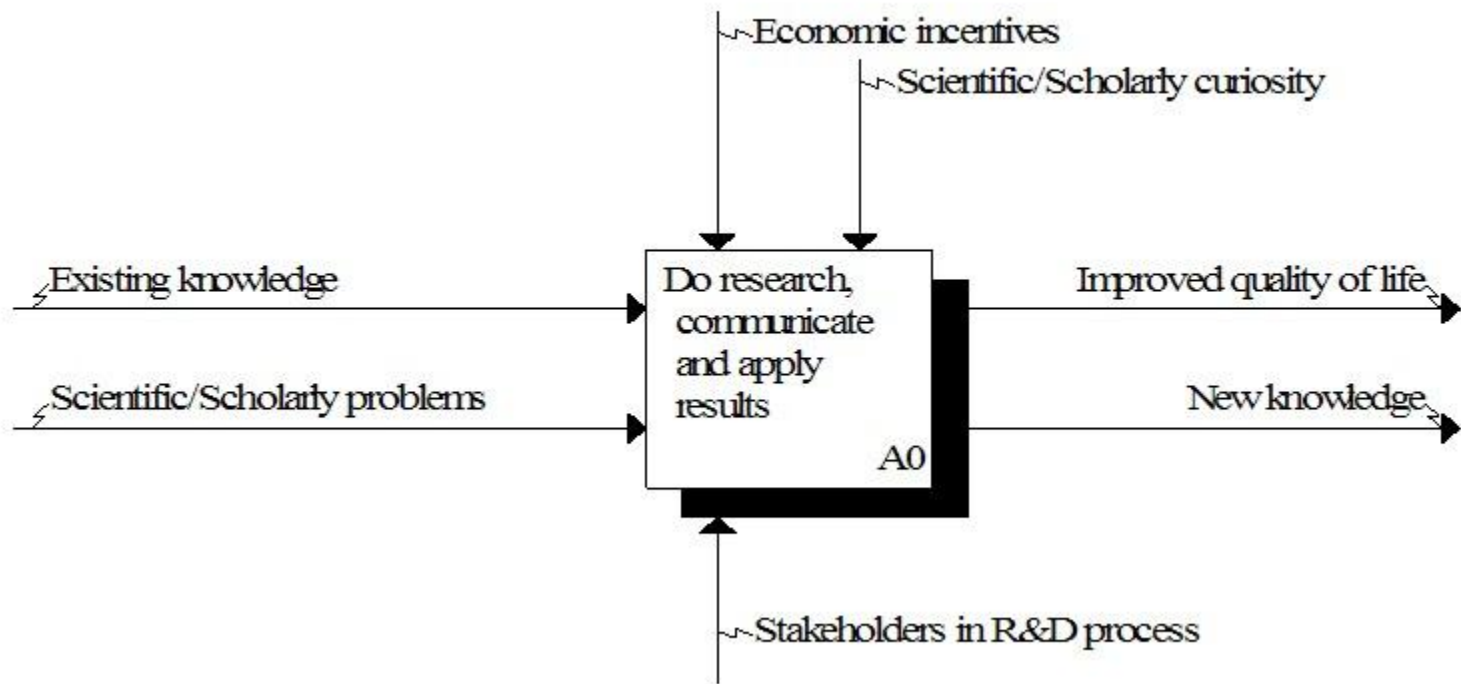 Economic incentives
Scientific/Scholarly curiosity
Existing knowledge
Scientific/Scholarly problems
Do research,
communicate
and apply
results
A0
Improved quality of life
New knowledge
Stakeholders in R&D process